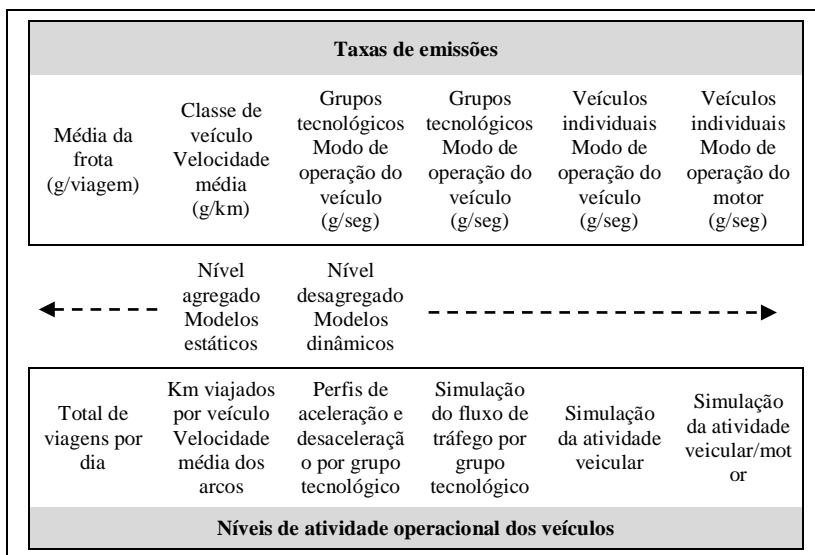 Taxas de emissões
Média da
frota
(g/viagem)
Classe de
veículo
Velocidade
média
(g/km)
Grupos
tecnológicos
Modo de
operação do
veículo
(g/seg)
Grupos
tecnológicos
Modo de
operação do
veículo
(g/seg)
Veículos
individuais
Modo de
operação do
veículo
(g/seg)
Veículos
individuais
Modo de
operação do
motor
(g/seg)
Nível
agregado
Modelos
estáticos
Nível
desagregado
Modelos
dinâmicos
Total de
viagens por
dia
Km viajados
por veículo
Velocidade
média dos
arcos
Perfis de
aceleração e
desaceleraçã
o por grupo
tecnológico
Simulação
do fluxo de
tráfego por
grupo
tecnológico
Simulação
da atividade
veicular
Simulação
da atividade
veicular/mot
or
Níveis de atividade operacional dos veículos